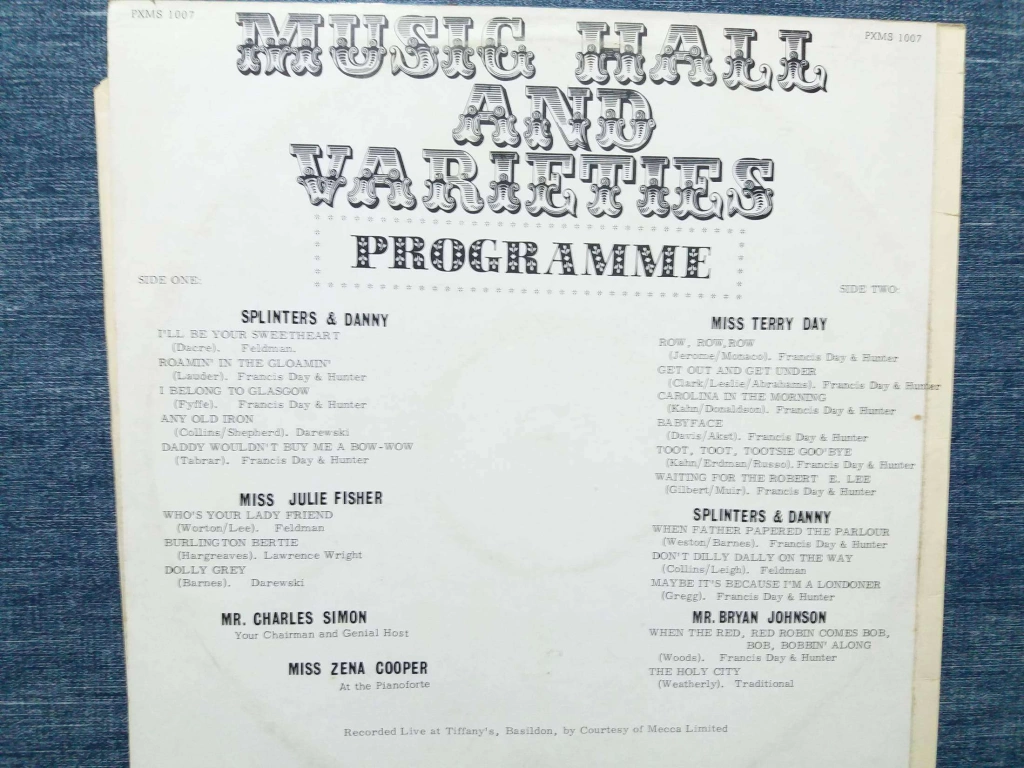 PXMS 1007
PXMS 1007
MUSIC HALL
AND
VARIETIES
PROGRAMME
SIDE ONE:
SPLINTERS & DANNY
I'LL BE YOUR SWEETHEART
(Dacre). Feldman.
ROAMIN' IN THE GLOAMIN'
(Lauder). Francis Day & Hunter
I BELONG TO GLASGOW
(Fyffe). Francis Day & Hunter
ANY OLD IRON
(Collins/Shepherd). Darewski
DADDY WOULDN'T BUY ME A BOW-WOW
(Tabrar). Francis Day & Hunter
MISS JULIE FISHER
WHO'S YOUR LADY FRIEND
(Worton/Lee). Feldman
BURLINGTON BERTIE
(Hargreaves). Lawrence Wright
DOLLY GREY
(Barnes). Darewski
MR. CHARLES SIMON
Your Chairman and Genial Host
MISS ZENA COOPER
At the Pianoforte
SIDE TWO:
MISS TERRY DAY
ROW, ROW, ROW
(Jerome/Monaco). Francis Day & Hunter
GET OUT AND GET UNDER
(Clark/Leslie/Abrahams). Francis Day & Hunter
CAROLINA IN THE MORNING
(Kahn/Donaldson). Francis Day & Hunter
BABYFACE
(Davis/Akst). Francis Day & Hunter
TOOT, TOOT, TOOTSIE GOO'BYE
(Kahn/Erdman/Russo). Francis Day & Hunter
WAITING FOR THE ROBERT E. LEE
(Gilbert/Muir). Francis Day & Hunter
SPLINTERS & DANNY
WHEN FATHER PAPERED THE PARLOUR
(Weston/Barnes). Francis Day & Hunter
DON'T DILLY DALLY ON THE WAY
(Collins/Leigh). Feldman
MAYBE IT'S BECAUSE I'M A LONDONER
(Gregg). Francis Day & Hunter
MR. BRYAN JOHNSON
WHEN THE RED, RED ROBIN COMES BOB,
BOB, BOBBIN' ALONG
(Woods). Francis Day & Hunter
THE HOLY CITY
(Weatherly). Traditional
Recorded Live at Tiffany's, Basildon, by Courtesy of Mecca Limited